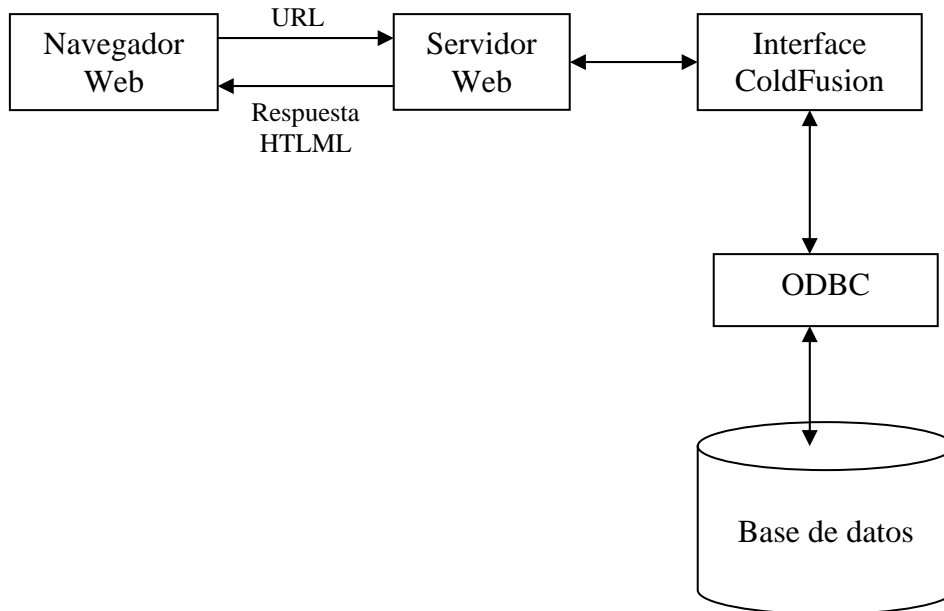 URL
Navegador
Web
Servidor
Web
Interface
ColdFusion
Respuesta
HTLML
ODBC
Base de datos